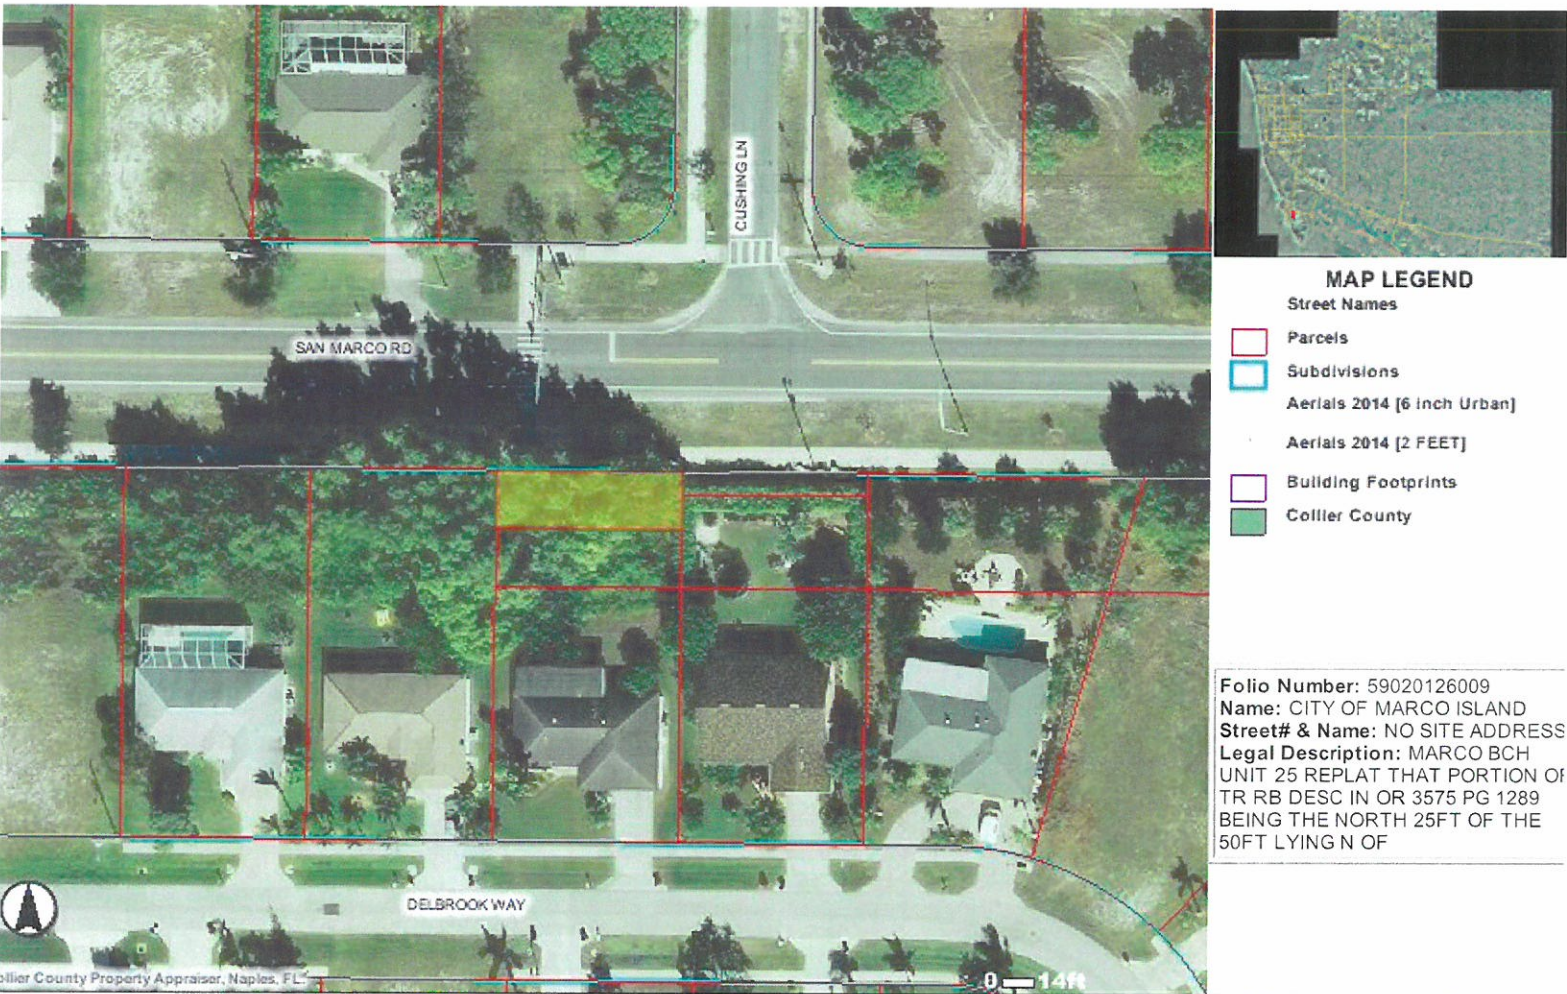 CUSHING LN
SAN MARCO RD
DELBROOK WAY
ollier County Property Appraiser, Naples, FL.
0 14ft
MAP LEGEND
Street Names
Parcels
Subdivisions
Aerials 2014 [6 inch Urban]
Aerials 2014 [2 FEET]
Building Footprints
Collier County
Folio Number: 59020126009
Name: CITY OF MARCO ISLAND
Street# & Name: NO SITE ADDRESS
Legal Description: MARCO BCH
UNIT 25 REPLAT THAT PORTION OF
TR RB DESC IN OR 3575 PG 1289
BEING THE NORTH 25FT OF THE
50FT LYING N OF